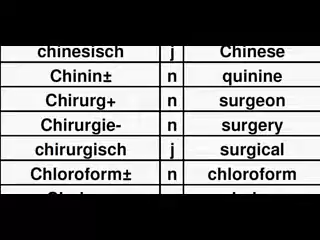 chinesisch j Chinese
Chinin± n quinine
Chirurg+ n surgeon
Chirurgie- n surgery
chirurgisch j surgical
Chloroform± n chloroform